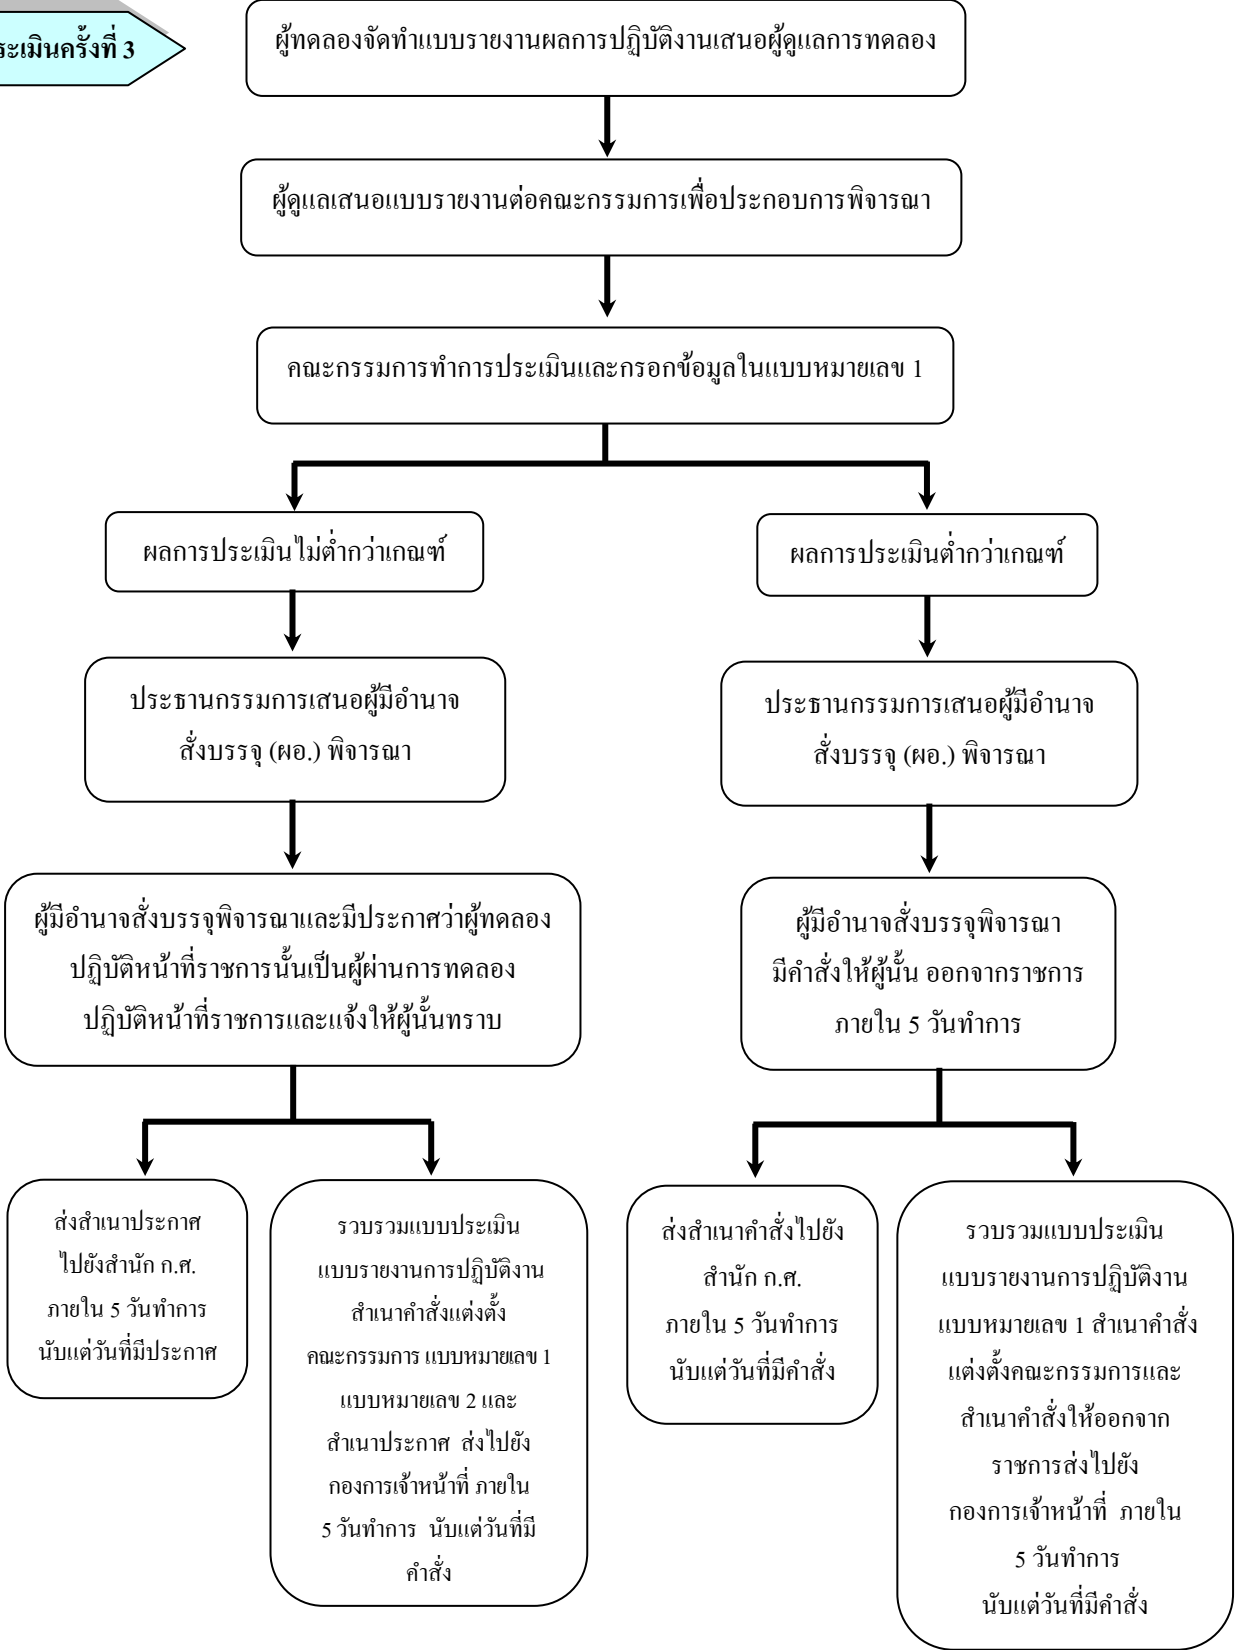 ระเมินครั้งที่ 3
ผู้ทดลองจัดทำแบบรายงานผลการปฏิบัติงานเสนอผู้ดูแลการทดลอง
ผู้ดูแลเสนอแบบรายงานต่อคณะกรรมการเพื่อประกอบการพิจารณา
คณะกรรมการทำการประเมินและกรอกข้อมูลในแบบหมายเลข 1
ผลการประเมินไม่ต่ำกว่าเกณฑ์
ประธานกรรมการเสนอผู้มีอำนาจ
สั่งบรรจุ (ผอ.) พิจารณา
ผู้มีอำนาจสั่งบรรจุพิจารณาและมีประกาศว่าผู้ทดลอง
ปฏิบัติหน้าที่ราชการนั้นเป็นผู้ผ่านการทดลอง
ปฏิบัติหน้าที่ราชการและแจ้งให้ผู้นั้นทราบ
ส่งสำเนาประกาศ
ไปยังสำนัก ก.ศ.
ภายใน 5 วันทำการ
นับแต่วันที่มีประกาศ
รวบรวมแบบประเมิน
แบบรายงานการปฏิบัติงาน
สำเนาคำสั่งแต่งตั้ง
คณะกรรมการ แบบหมายเลข 1
แบบหมายเลข 2 และ
สำเนาประกาศ ส่งไปยัง
กองการเจ้าหน้าที่ ภายใน
5 วันทำการ นับแต่วันที่มี
คำสั่ง
ผลการประเมินต่ำกว่าเกณฑ์
ประธานกรรมการเสนอผู้มีอำนาจ
สั่งบรรจุ (ผอ.) พิจารณา
ผู้มีอำนาจสั่งบรรจุพิจารณา
มีคำสั่งให้ผู้นั้น ออกจากราชการ
ภายใน 5 วันทำการ
ส่งสำเนาคำสั่งไปยัง
สำนัก ก.ศ.
ภายใน 5 วันทำการ
นับแต่วันที่มีคำสั่ง
รวบรวมแบบประเมิน
แบบรายงานการปฏิบัติงาน
แบบหมายเลข 1 สำเนาคำสั่ง
แต่งตั้งคณะกรรมการและ
สำเนาคำสั่งให้ออกจาก
ราชการส่งไปยัง
กองการเจ้าหน้าที่ ภายใน
5 วันทำการ
นับแต่วันที่มีคำสั่ง